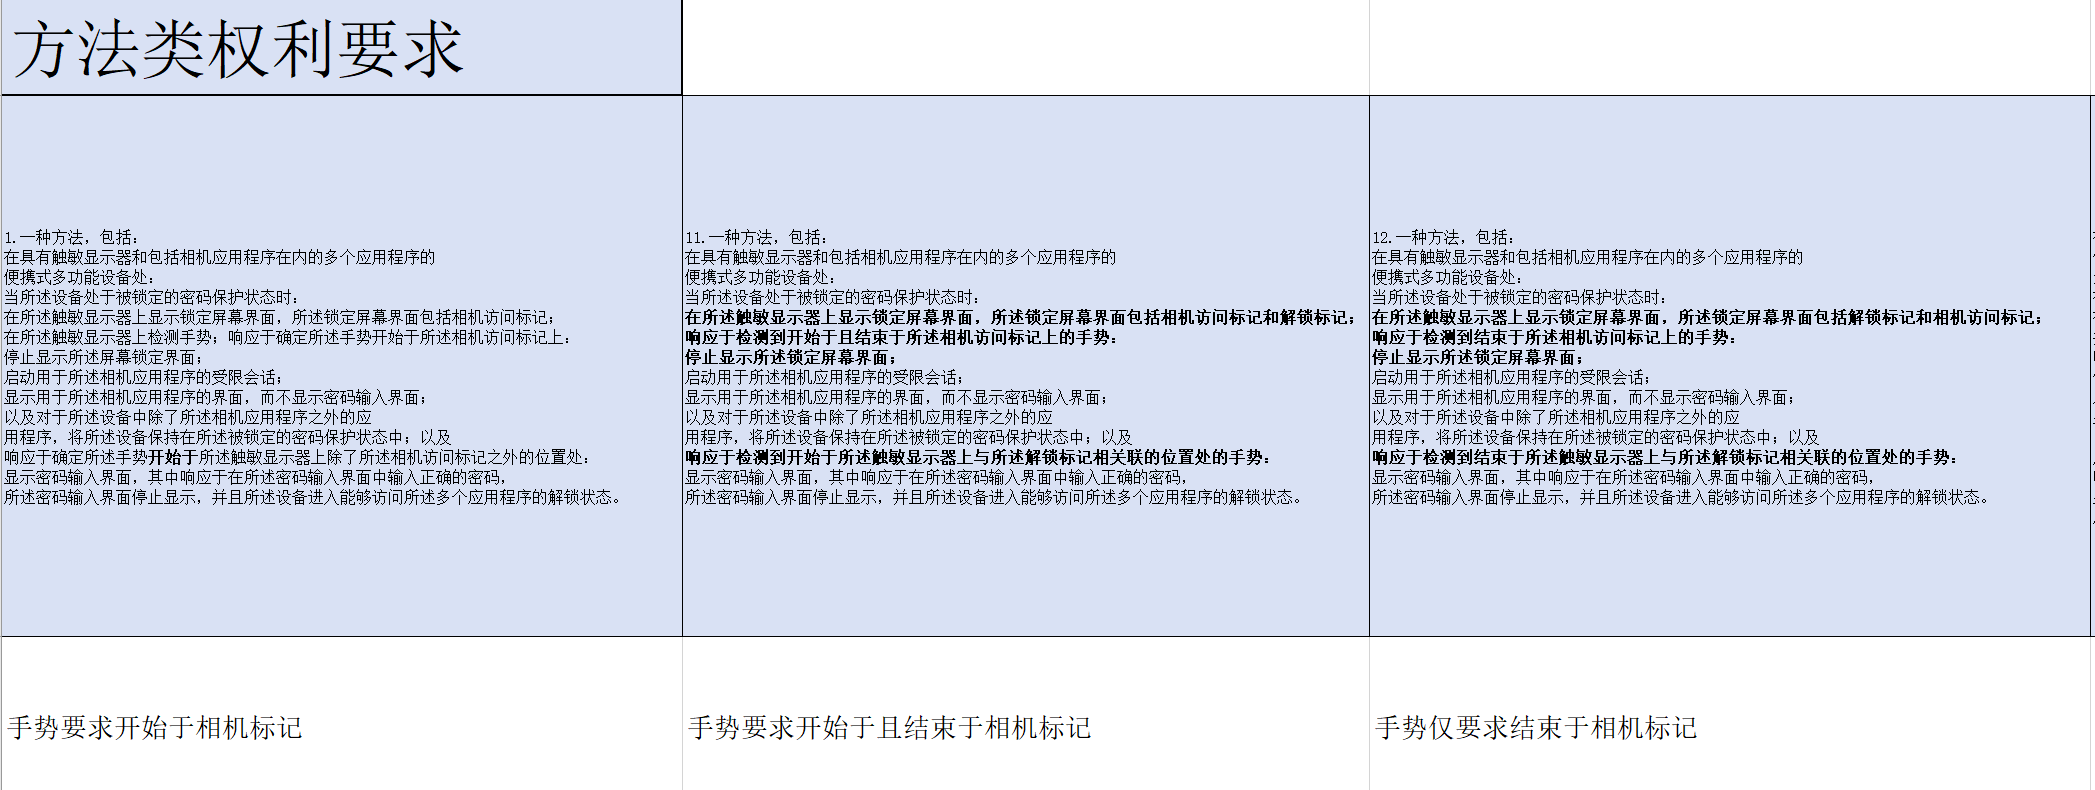 方法类权利要求
1.一种方法，包括：
在具有触敏显示器和包括相机应用程序在内的多个应用程序的
便携式多功能设备处：
当所述设备处于被锁定的密码保护状态时：
在所述触敏显示器上显示锁定屏幕界面，所述锁定屏幕界面包括相机访问标记；
在所述触敏显示器上检测手势；响应于确定所述手势开始于所述相机访问标记上：
停止显示所述屏幕锁定界面；
启动用于所述相机应用程序的受限会话；
显示用于所述相机应用程序的界面，而不显示密码输入界面；
以及对于所述设备中除了所述相机应用程序之外的应
用程序，将所述设备保持在所述被锁定的密码保护状态中；以及
响应于确定所述手势开始于所述触敏显示器上除了所述相机访问标记之外的位置处：
显示密码输入界面，其中响应于在所述密码输入界面中输入正确的密码，
所述密码输入界面停止显示，并且所述设备进入能够访问所述多个应用程序的解锁状态。
11.一种方法，包括：
在具有触敏显示器和包括相机应用程序在内的多个应用程序的
便携式多功能设备处：
当所述设备处于被锁定的密码保护状态时：
在所述触敏显示器上显示锁定屏幕界面，所述锁定屏幕界面包括相机访问标记和解锁标记；
响应于检测到开始于且结束于所述相机访问标记上的手势：
停止显示所述锁定屏幕界面；
启动用于所述相机应用程序的受限会话；
显示用于所述相机应用程序的界面，而不显示密码输入界面；
以及对于所述设备中除了所述相机应用程序之外的应
用程序，将所述设备保持在所述被锁定的密码保护状态中；以及
响应于检测到开始于所述触敏显示器上与所述解锁标记相关联的位置处的手势：
显示密码输入界面，其中响应于在所述密码输入界面中输入正确的密码，
所述密码输入界面停止显示，并且所述设备进入能够访问所述多个应用程序的解锁状态。
12.一种方法，包括：
在具有触敏显示器和包括相机应用程序在内的多个应用程序的
便携式多功能设备处：
当所述设备处于被锁定的密码保护状态时：
在所述触敏显示器上显示锁定屏幕界面，所述锁定屏幕界面包括解锁标记和相机访问标记；
响应于检测到结束于所述相机访问标记上的手势：
停止显示所述锁定屏幕界面；
启动用于所述相机应用程序的受限会话；
显示用于所述相机应用程序的界面，而不显示密码输入界面；
以及对于所述设备中除了所述相机应用程序之外的应
用程序，将所述设备保持在所述被锁定的密码保护状态中；以及
响应于检测到结束于所述触敏显示器上与所述解锁标记相关联的位置处的手势：
显示密码输入界面，其中响应于在所述密码输入界面中输入正确的密码，
所述密码输入界面停止显示，并且所述设备进入能够访问所述多个应用程序的解锁状态。
手势要求开始于相机标记
手势要求开始于且结束于相机标记
手势仅要求结束于相机标记